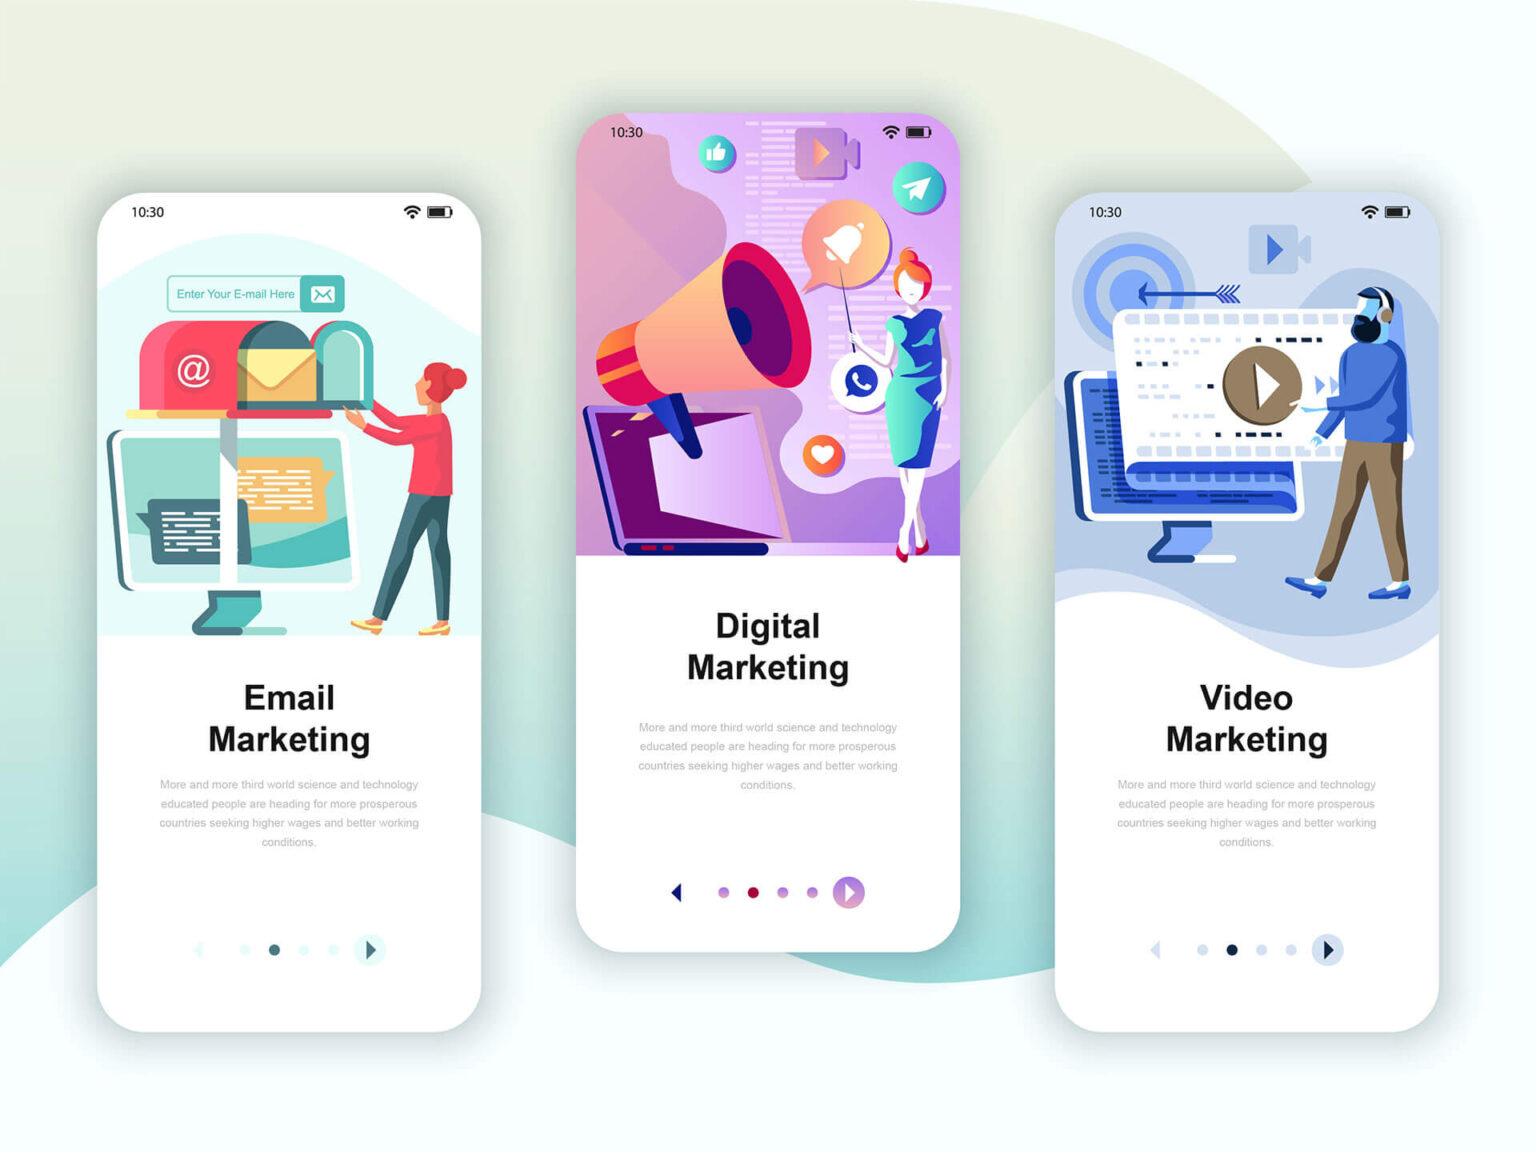 10:30
Enter Your E-mail Here
@
Email
Marketing
More and more third world science and technology
educated people are heading for more prosperous
countries seeking higher wages and better working
conditions.
10:30
Digital
Marketing
More and more third world science and technology
educated people are heading for more prosperous
countries seeking higher wages and better working
conditions.
10:30
Video
Marketing
More and more third world science and technology
educated people are heading for more prosperous
countries seeking higher wages and better working
conditions.